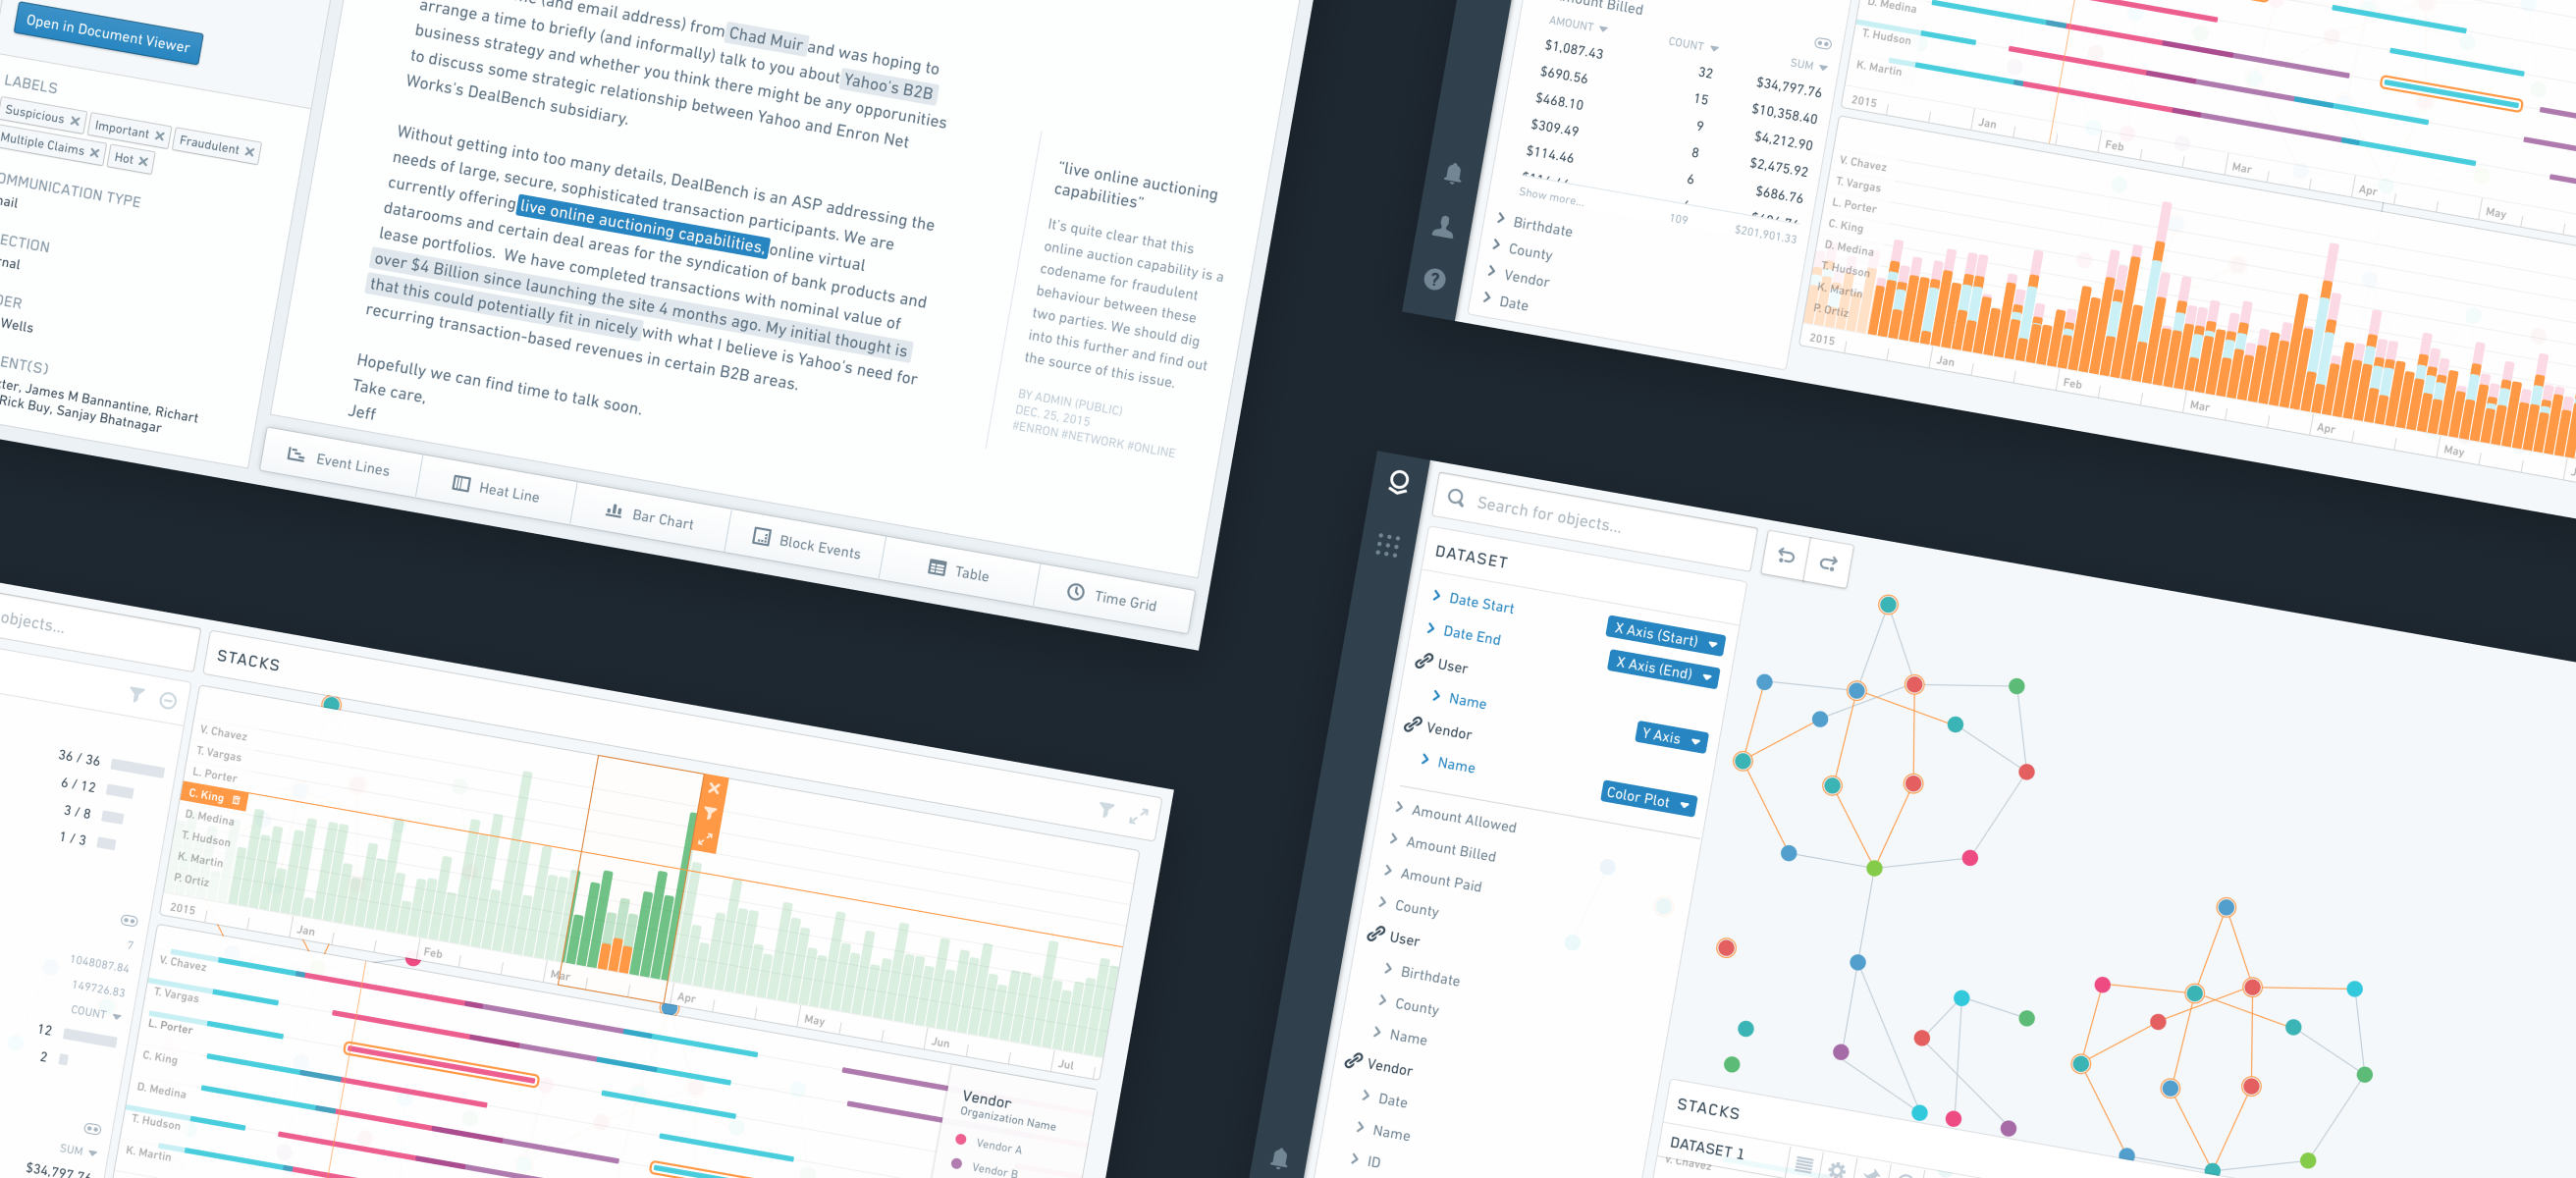 Open in Document Viewer
LABELS
Suspicious ✕
Important ✕
Fraudulent ✕
Multiple Claims ✕
Hot ✕
OMMUNICATION TYPE
ail
ECTION
rnal
DER
Wells
ENT(S)
ter, James M Bannantine, Richart
Rick Buy, Sanjay Bhatnagar
(and email address) from Chad Muir and was hoping to
arrange a time to briefly (and informally) talk to you about Yahoo's B2B
business strategy and whether you think there might be any opportunities
to discuss some strategic relationship between Yahoo and Enron Net
Works's DealBench subsidiary.
Without getting into too many details, DealBench is an ASP addressing the
needs of large, secure, sophisticated transaction participants. We are
currently offering live online auctioning capabilities, online virtual
datarooms and certain deal areas for the syndication of bank products and
lease portfolios. We have completed transactions with nominal value of
over $4 Billion since launching the site 4 months ago. My initial thought is
that this could potentially fit in nicely with what I believe is Yahoo's need for
recurring transaction-based revenues in certain B2B areas.
Hopefully we can find time to talk soon.
Take care,
Jeff
"live online auctioning
capabilities"
It's quite clear that this
online auction capability is a
codename for fraudulent
behaviour between these
two parties. We should dig
into this further and find out
the source of this issue.
BY ADMIN (PUBLIC)
DEC. 25, 2015
#ENRON #NETWORK #ONLINE
Event Lines
Heat Line
Bar Chart
Block Events
Table
Time Grid
mount Billed
AMOUNT
COUNT
SUM
$1,087.43 32 $34,797.76
$690.56 15 $10,358.40
$468.10 9 $4,212.90
$309.49 8 $2,475.92
$114.46 6 $686.76
Show more... 109 $201,901.33
Birthdate
County
Vendor
Date
D. Medina
T. Hudson
K. Martin
2015
Jan
Feb
Mar
Apr
May
V. Chavez
T. Vargas
L. Porter
C. King
D. Medina
T. Hudson
K. Martin
P. Ortiz
2015
Jan
Feb
Mar
Apr
May
objects...
STACKS
36 / 36
6 / 12
3 / 8
1 / 3
7
1048087.84
149726.83
COUNT
12
2
SUM
$34,797.76
V. Chavez
T. Vargas
L. Porter
C. King
D. Medina
T. Hudson
K. Martin
P. Ortiz
2015
Jan
Feb
Mar
Apr
May
Jun
Jul
V. Chavez
T. Vargas
L. Porter
C. King
D. Medina
T. Hudson
K. Martin
Vendor
Organization Name
Vendor A
Vendor B
Search for objects...
DATASET
Date Start
X Axis (Start)
Date End
X Axis (End)
User
Name
Vendor
Y Axis
Name
Color Plot
Amount Allowed
Amount Billed
Amount Paid
County
User
Birthdate
County
Name
Vendor
Date
Name
ID
STACKS
DATASET 1
V. Chavez